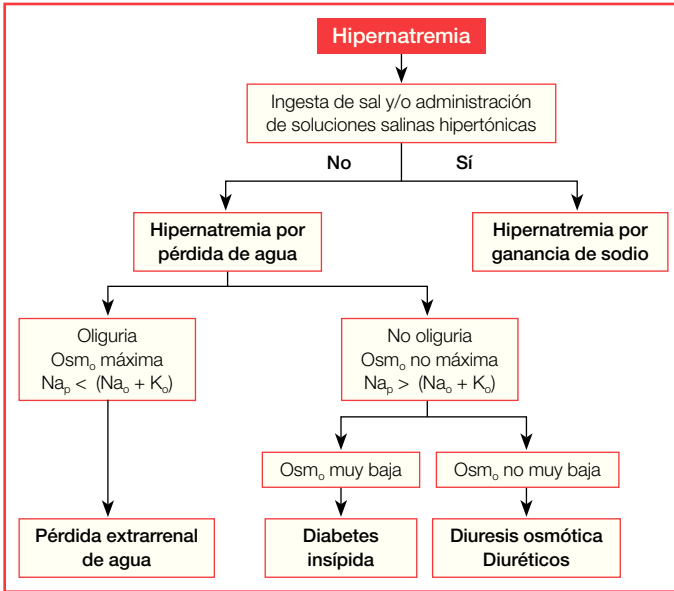 Hipernatremia
Ingesta de sal y/o administración
de soluciones salinas hipertónicas
No
Sí
Hipernatremia por
pérdida de agua
Hipernatremia por
ganancia de sodio
Oliguria
Osmₒ máxima
Naₚ < (Naₒ + Kₒ)
No oliguria
Osmₒ no máxima
Naₚ > (Naₒ + Kₒ)
Osmₒ muy baja
Osmₒ no muy baja
Pérdida extrarrenal
de agua
Diabetes
insípida
Diuresis osmótica
Diuréticos